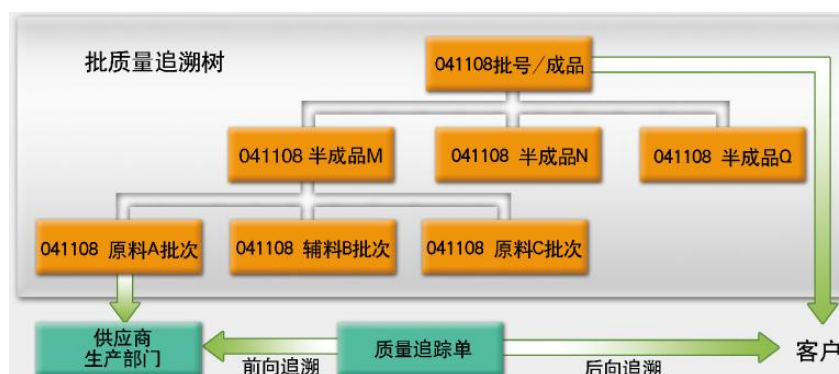 批质量追溯树
041108批号/成品
041108 半成品M
041108 半成品N
041108 半成品Q
041108 原料A批次
041108 辅料B批次
041108 原料C批次
供应商
生产部门
前向追溯
质量追踪单
后向追溯
客户